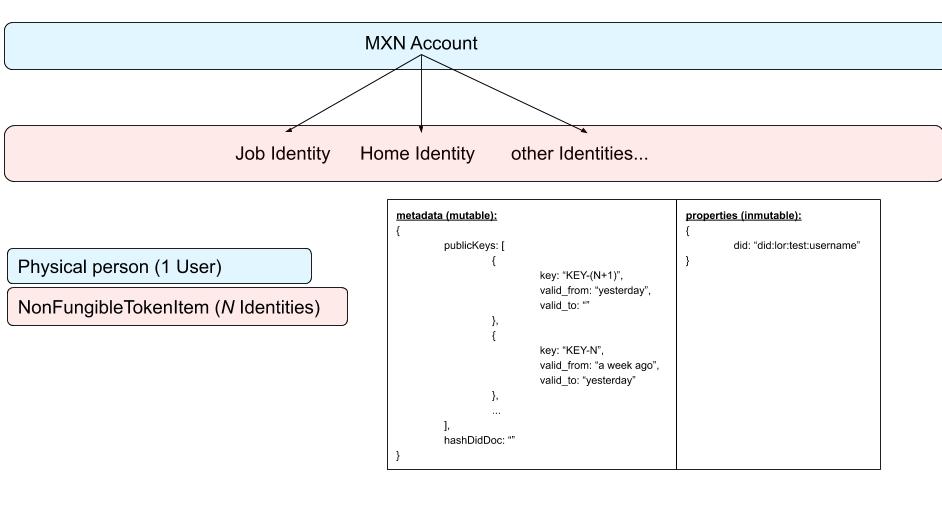 MXN Account
Job Identity
Home Identity
other Identities...
metadata (mutable):
{
publicKeys: [
{
key: “KEY-(N+1)”,
valid_from: “yesterday”,
valid_to: “”
},
{
key: “KEY-N”,
valid_from: “a week ago”,
valid_to: “yesterday”
},
...
],
hashDidDoc: “”
}
properties (inmutable):
{
did: “did:lor:test:username”
}
Physical person (1 User)
NonFungibleTokenItem (N Identities)